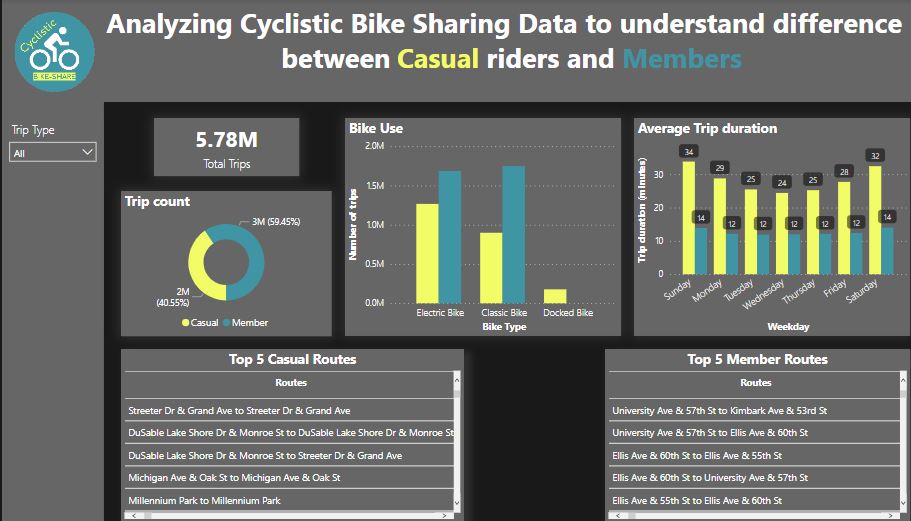 Cyclistic
BIKE-SHARE
Analyzing Cyclistic Bike Sharing Data to understand difference
between Casual riders and Members
Trip Type
All
5.78M
Total Trips
Trip count
3M (59.45%)
2M
(40.55%)
Casual Member
Bike Use
Number of trips
2.0M
1.5M
1.0M
0.5M
0.0M
Electric Bike Classic Bike Docked Bike
Bike Type
Average Trip duration
Trip duration (minutes)
30
20
10
0
34 29 25 24 25 28 32
14 12 12 12 12 12 14
Sunday Monday Tuesday Wednesday Thursday Friday Saturday
Weekday
Top 5 Casual Routes
Routes
Streeter Dr & Grand Ave to Streeter Dr & Grand Ave
DuSable Lake Shore Dr & Monroe St to DuSable Lake Shore Dr & Monroe St
DuSable Lake Shore Dr & Monroe St to Streeter Dr & Grand Ave
Michigan Ave & Oak St to Michigan Ave & Oak St
Millennium Park to Millennium Park
Top 5 Member Routes
Routes
University Ave & 57th St to Kimbark Ave & 53rd St
University Ave & 57th St to Ellis Ave & 60th St
Ellis Ave & 60th St to Ellis Ave & 55th St
Ellis Ave & 60th St to University Ave & 57th St
Ellis Ave & 55th St to Ellis Ave & 60th St